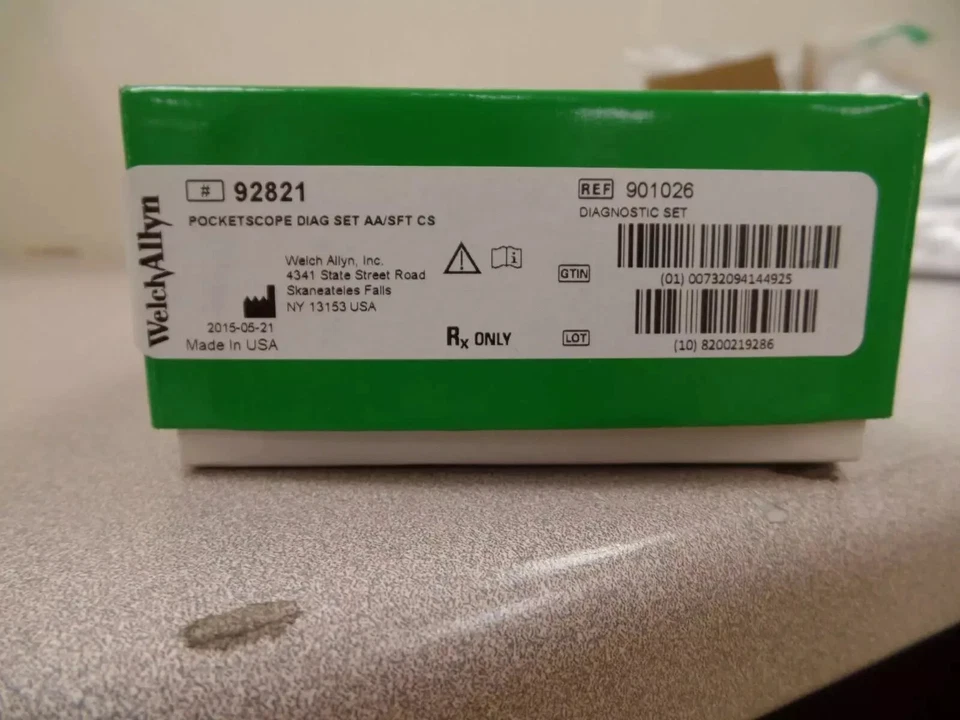 WelchAllyn
# 92821
POCKETSCOPE DIAG SET AA/SFT CS
Welch Allyn, Inc.
4341 State Street Road
Skaneateles Falls
NY 13153 USA
2015-05-21
Made In USA
Rx ONLY
REF 901026
DIAGNOSTIC SET
GTIN
(01) 00732094144925
LOT
(10) 8200219286